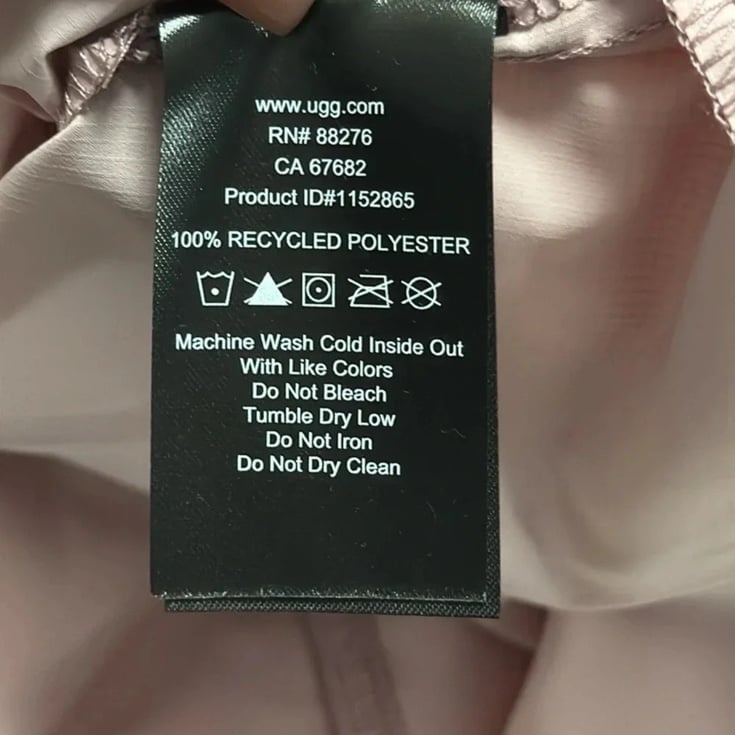 www.ugg.com
RN# 88276
CA 67682
Product ID#1152865
100% RECYCLED POLYESTER
Machine Wash Cold Inside Out
With Like Colors
Do Not Bleach
Tumble Dry Low
Do Not Iron
Do Not Dry Clean